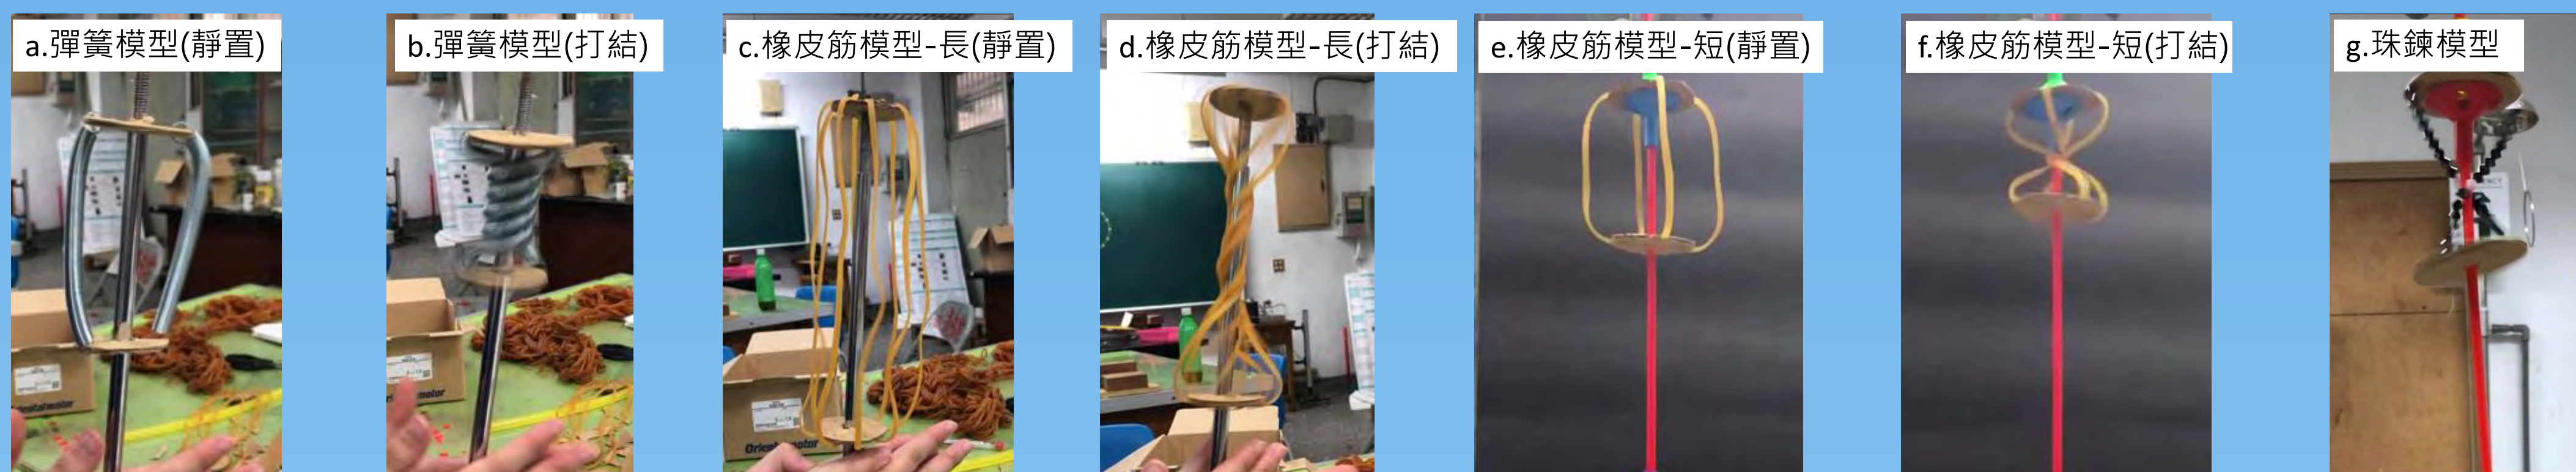 a.彈簧模型(靜置)
b.彈簧模型(打結)
c.橡皮筋模型-長(靜置)
d.橡皮筋模型-長(打結)
e.橡皮筋模型-短(靜置)
f.橡皮筋模型-短(打結)
g.珠鍊模型
Orientalmotor